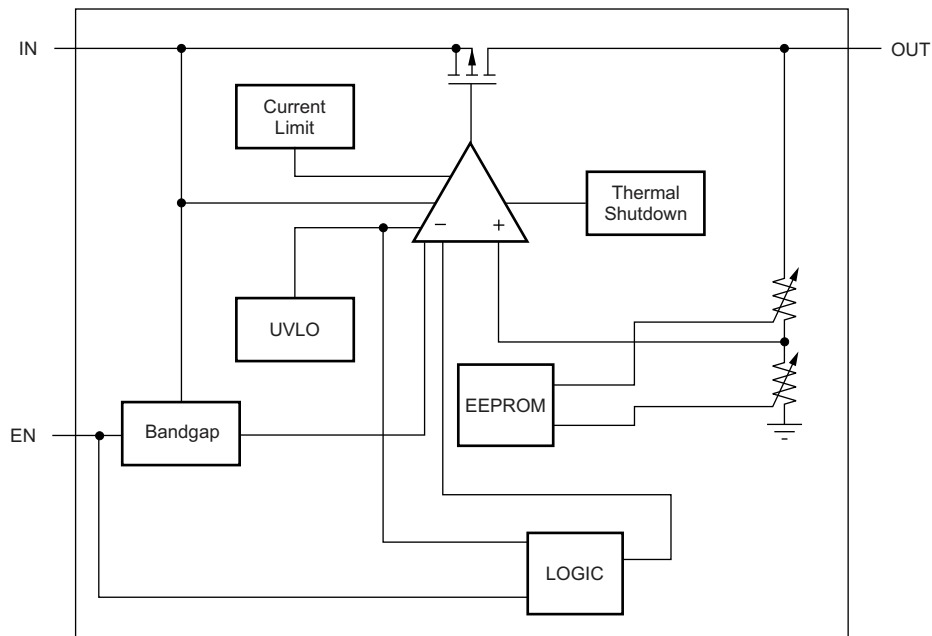 IN
OUT
Current
Limit
Thermal
Shutdown
−
+
UVLO
EEPROM
EN
Bandgap
LOGIC